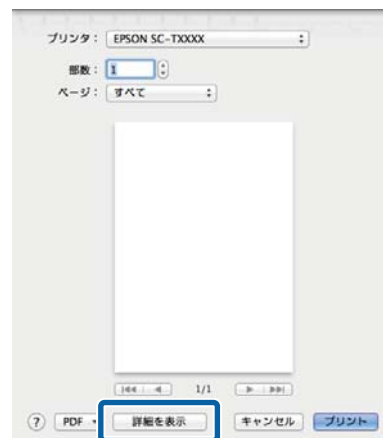 プリンタ： EPSON SC-TXXXX
部数： 1
ページ： すべて
1/1
? PDF 詳細を表示 キャンセル プリント